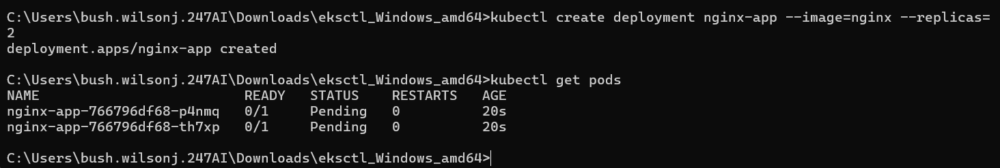 C:\Users\bush.wilsonj.247AI\Downloads\eksctl_Windows_amd64>kubectl create deployment nginx-app --image=nginx --replicas=
2
deployment.apps/nginx-app created
C:\Users\bush.wilsonj.247AI\Downloads\eksctl_Windows_amd64>kubectl get pods
NAME                         READY   STATUS    RESTARTS   AGE
nginx-app-766796df68-p4nmq   0/1     Pending   0          20s
nginx-app-766796df68-th7xp   0/1     Pending   0          20s
C:\Users\bush.wilsonj.247AI\Downloads\eksctl_Windows_amd64>